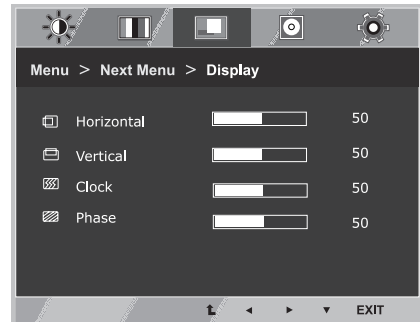 Menu > Next Menu > Display
Horizontal 50
Vertical 50
Clock 50
Phase 50
EXIT